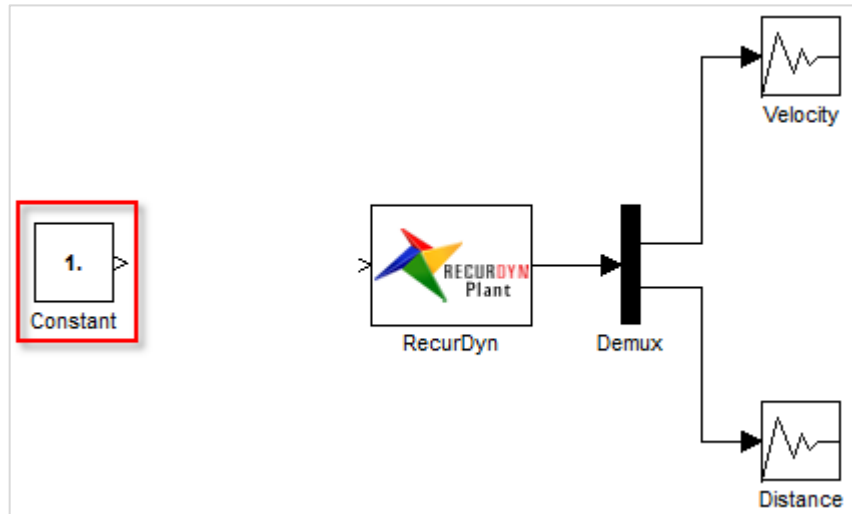 Velocity
1.
Constant
RECURDYN
Plant
RecurDyn
Demux
Distance